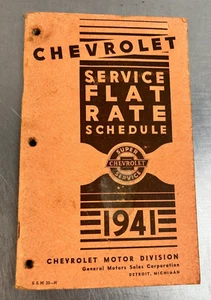 CHEVROLET
SERVICE
FLAT
RATE
SCHEDULE
SUPER
CHEVROLET
SERVICE
1941
CHEVROLET MOTOR DIVISION
General Motors Sales Corporation
DETROIT, MICHIGAN